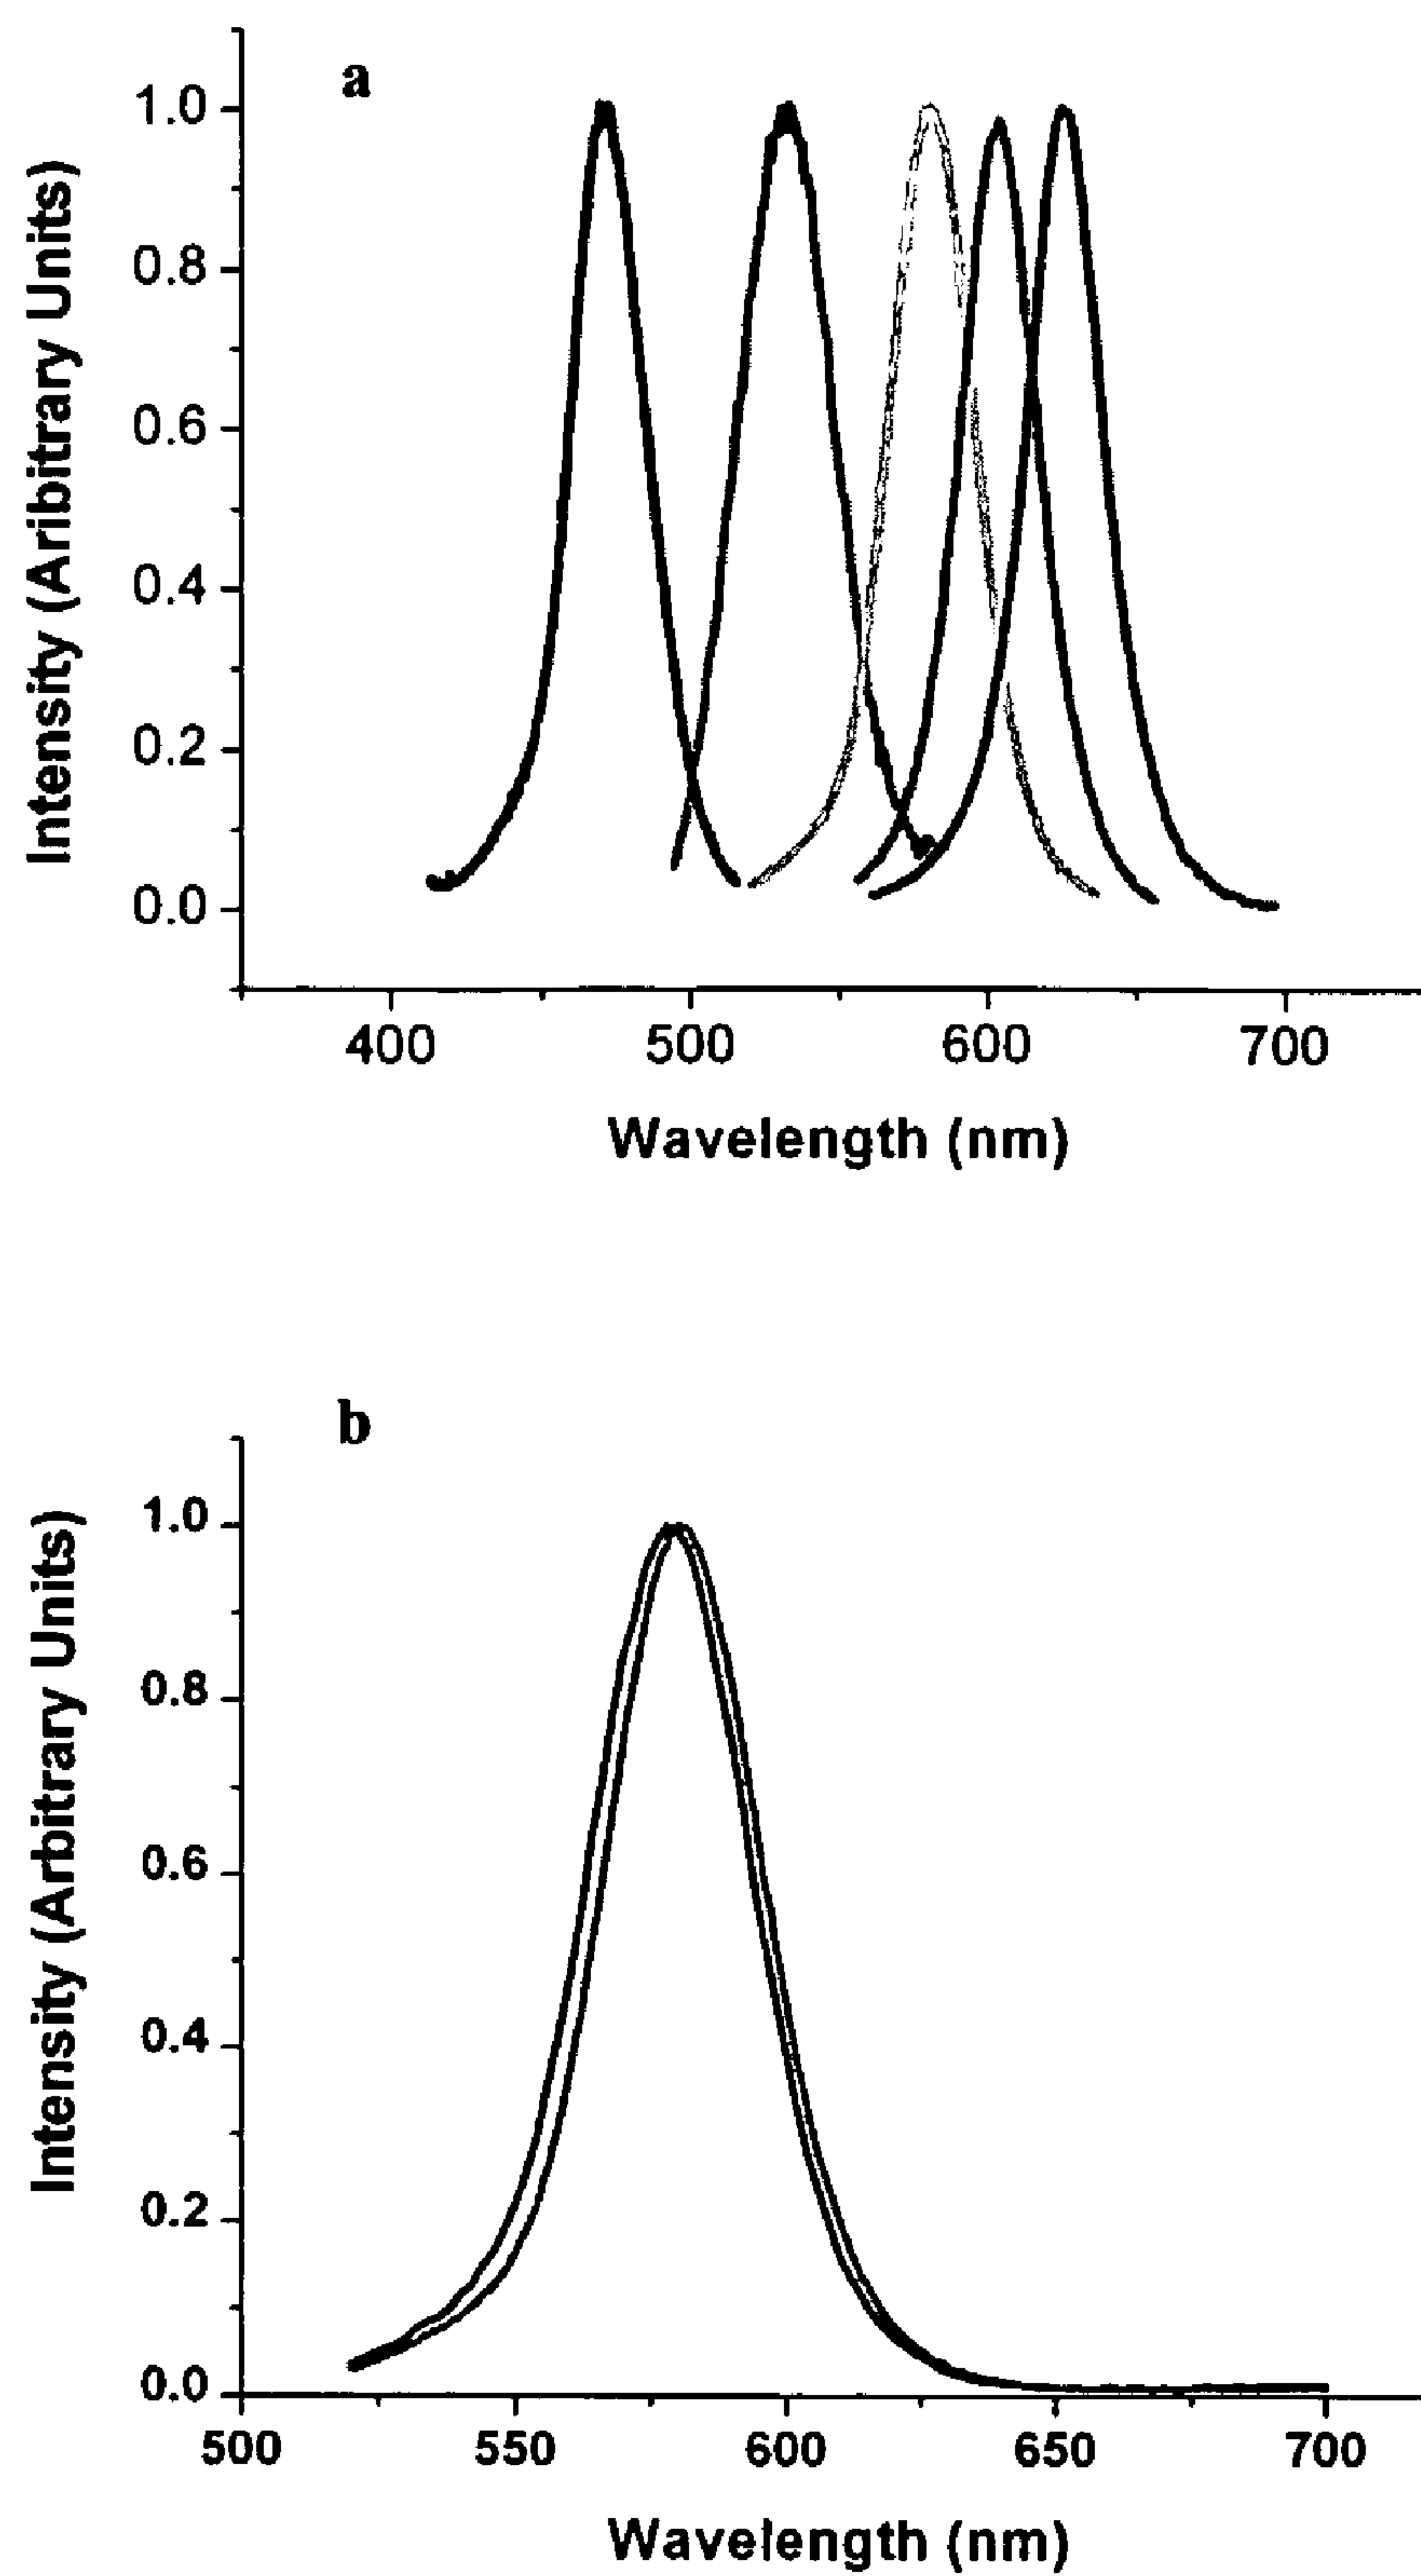 a
Intensity (Aribitrary Units)
1.0
0.8
0.6
0.4
0.2
0.0
400 500 600 700
Wavelength (nm)
b
Intensity (Arbitrary Units)
1.0
0.8
0.6
0.4
0.2
0.0
500 550 600 650 700
Wavelength (nm)